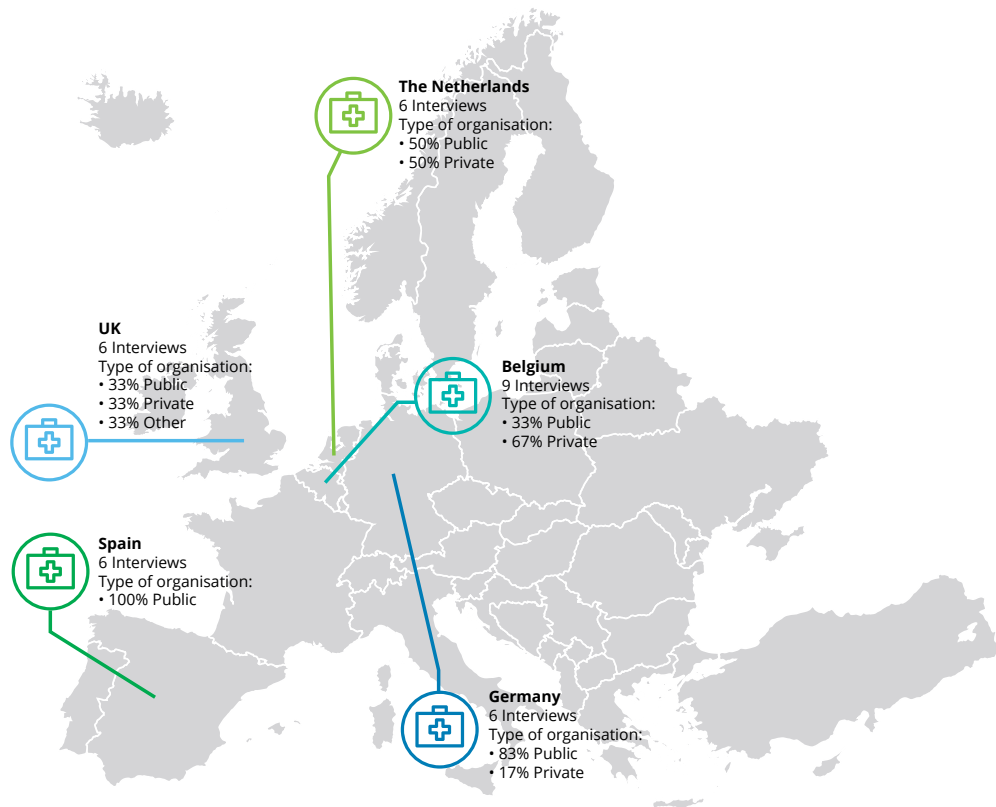 The Netherlands
6 Interviews
Type of organisation:
• 50% Public
• 50% Private
UK
6 Interviews
Type of organisation:
• 33% Public
• 33% Private
• 33% Other
Belgium
9 Interviews
Type of organisation:
• 33% Public
• 67% Private
Spain
6 Interviews
Type of organisation:
• 100% Public
Germany
6 Interviews
Type of organisation:
• 83% Public
• 17% Private